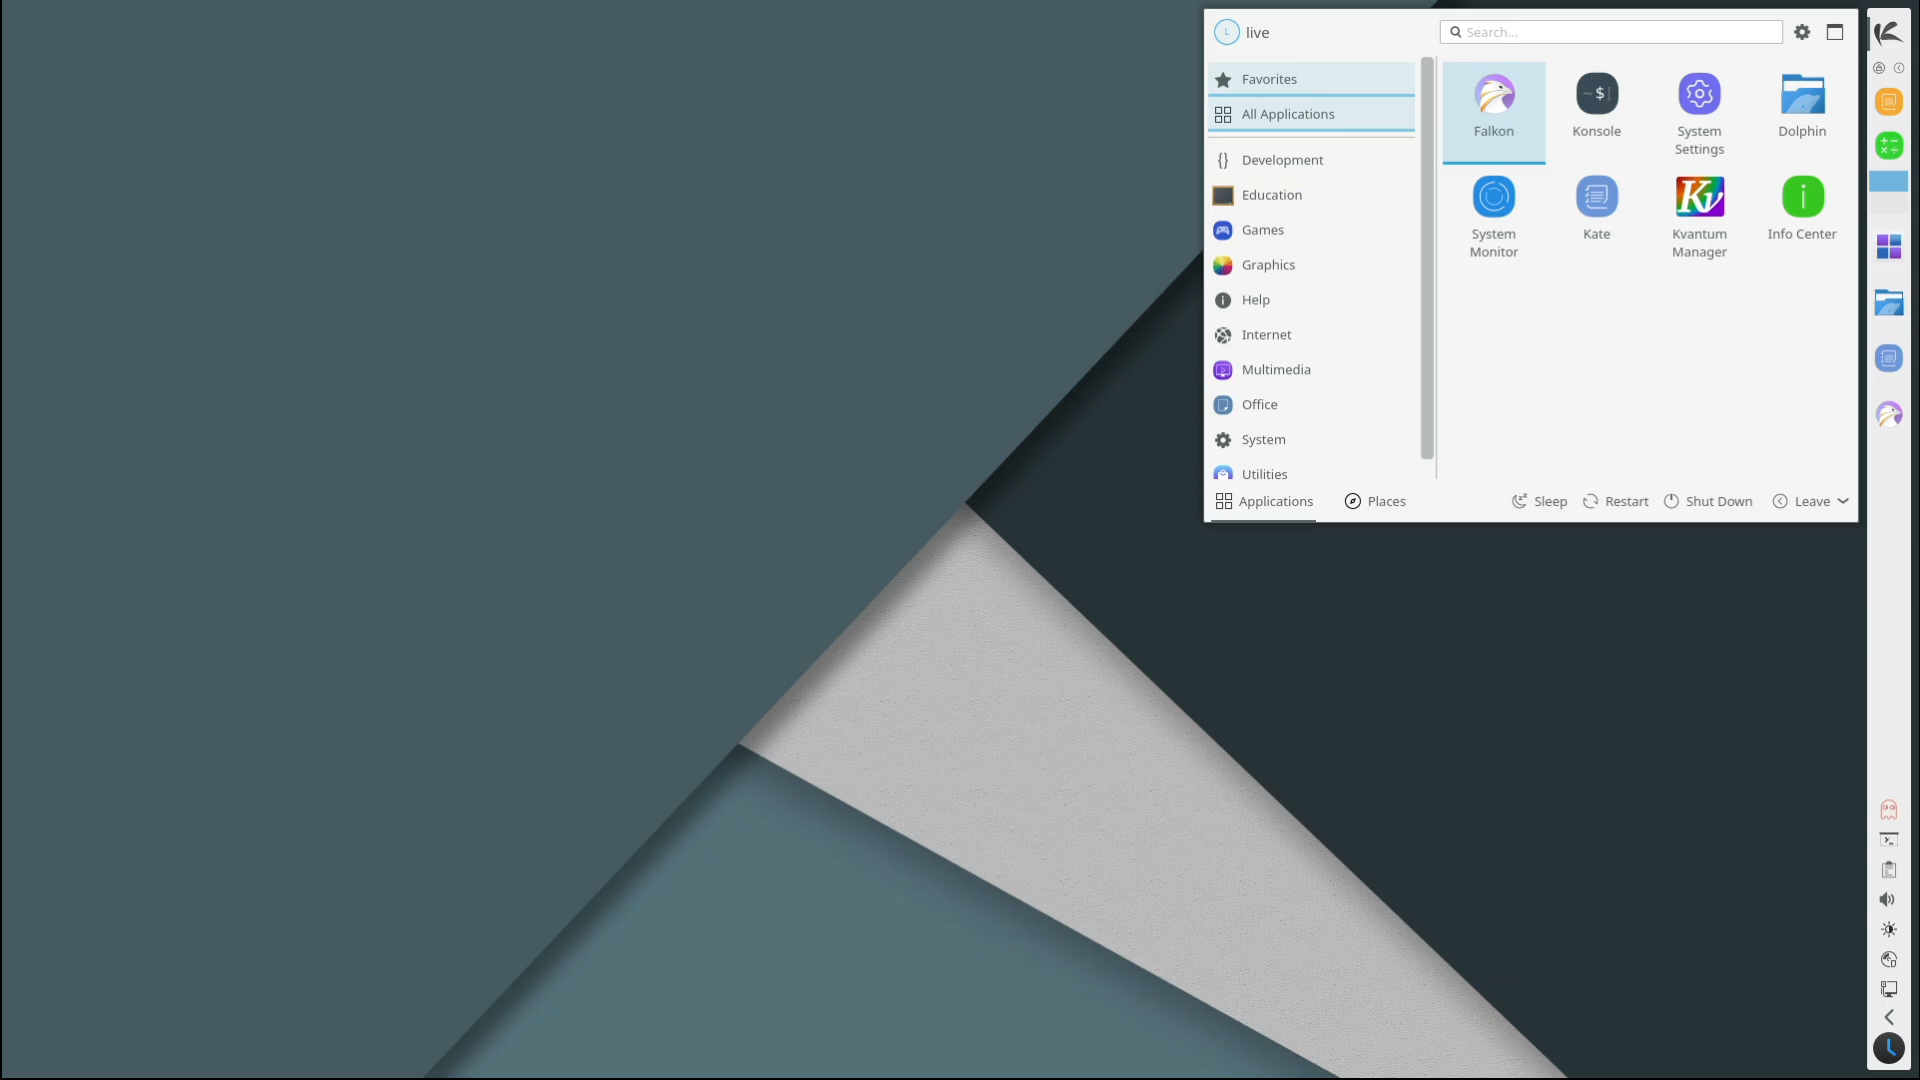 L live
Search...
Favorites
All Applications
Development
Education
Games
Graphics
Help
Internet
Multimedia
Office
System
Utilities
Falkon
~ $|
Konsole
System
Settings
Dolphin
System
Monitor
Kate
Kv
Kvantum
Manager
Info Center
Applications
Places
Sleep
Restart
Shut Down
Leave